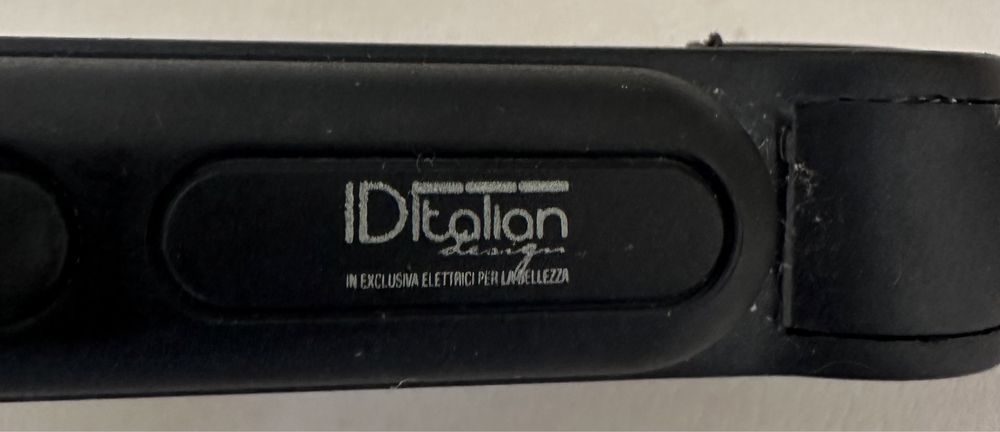 IDItalian
design
IN EXCLUSIVA ELETTRICI PER LA BELLEZZA